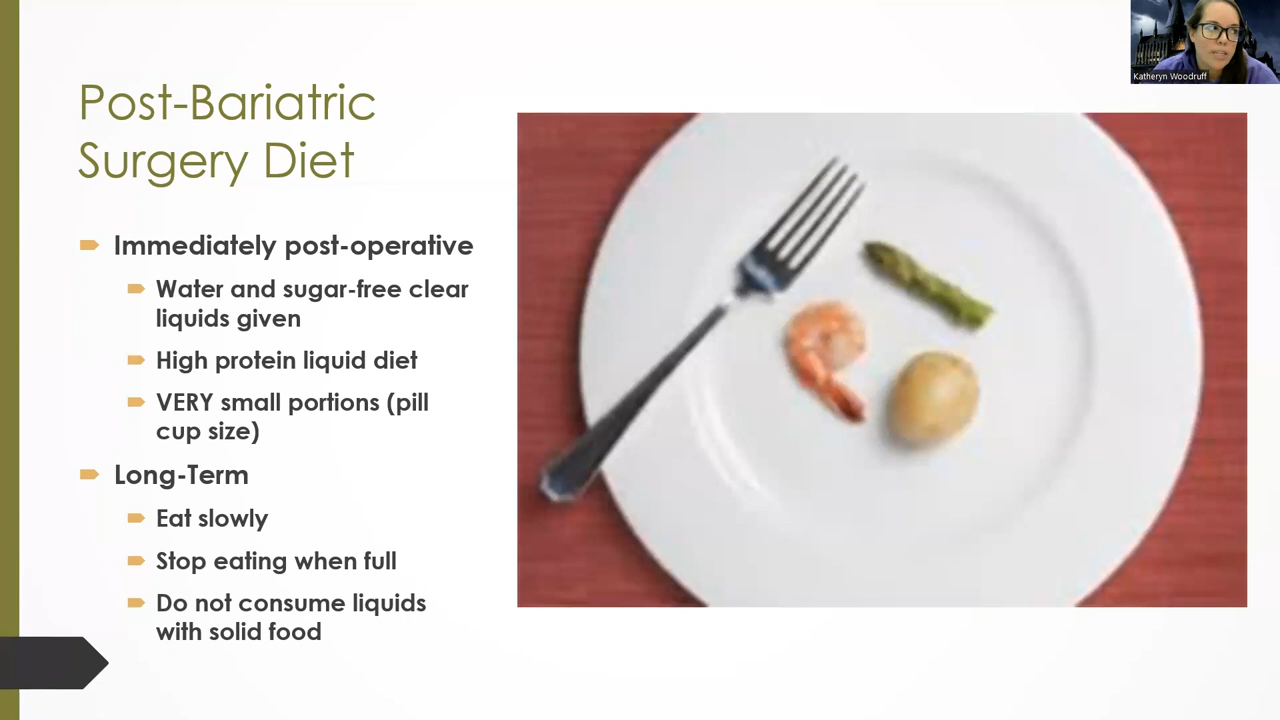 Katheryn Woodruff
Post-Bariatric
Surgery Diet
Immediately post-operative
Water and sugar-free clear
liquids given
High protein liquid diet
VERY small portions (pill
cup size)
Long-Term
Eat slowly
Stop eating when full
Do not consume liquids
with solid food